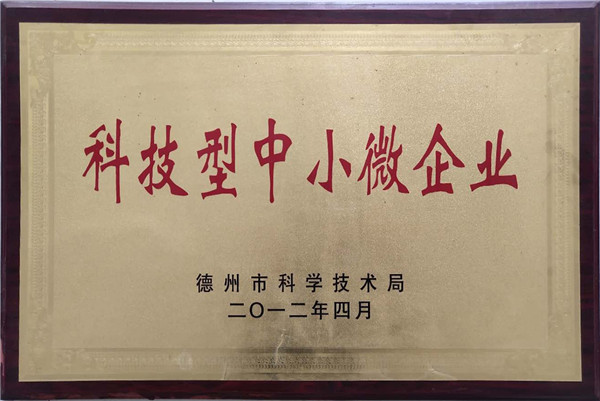 科技型中小微企业
德州市科学技术局
二〇一二年四月